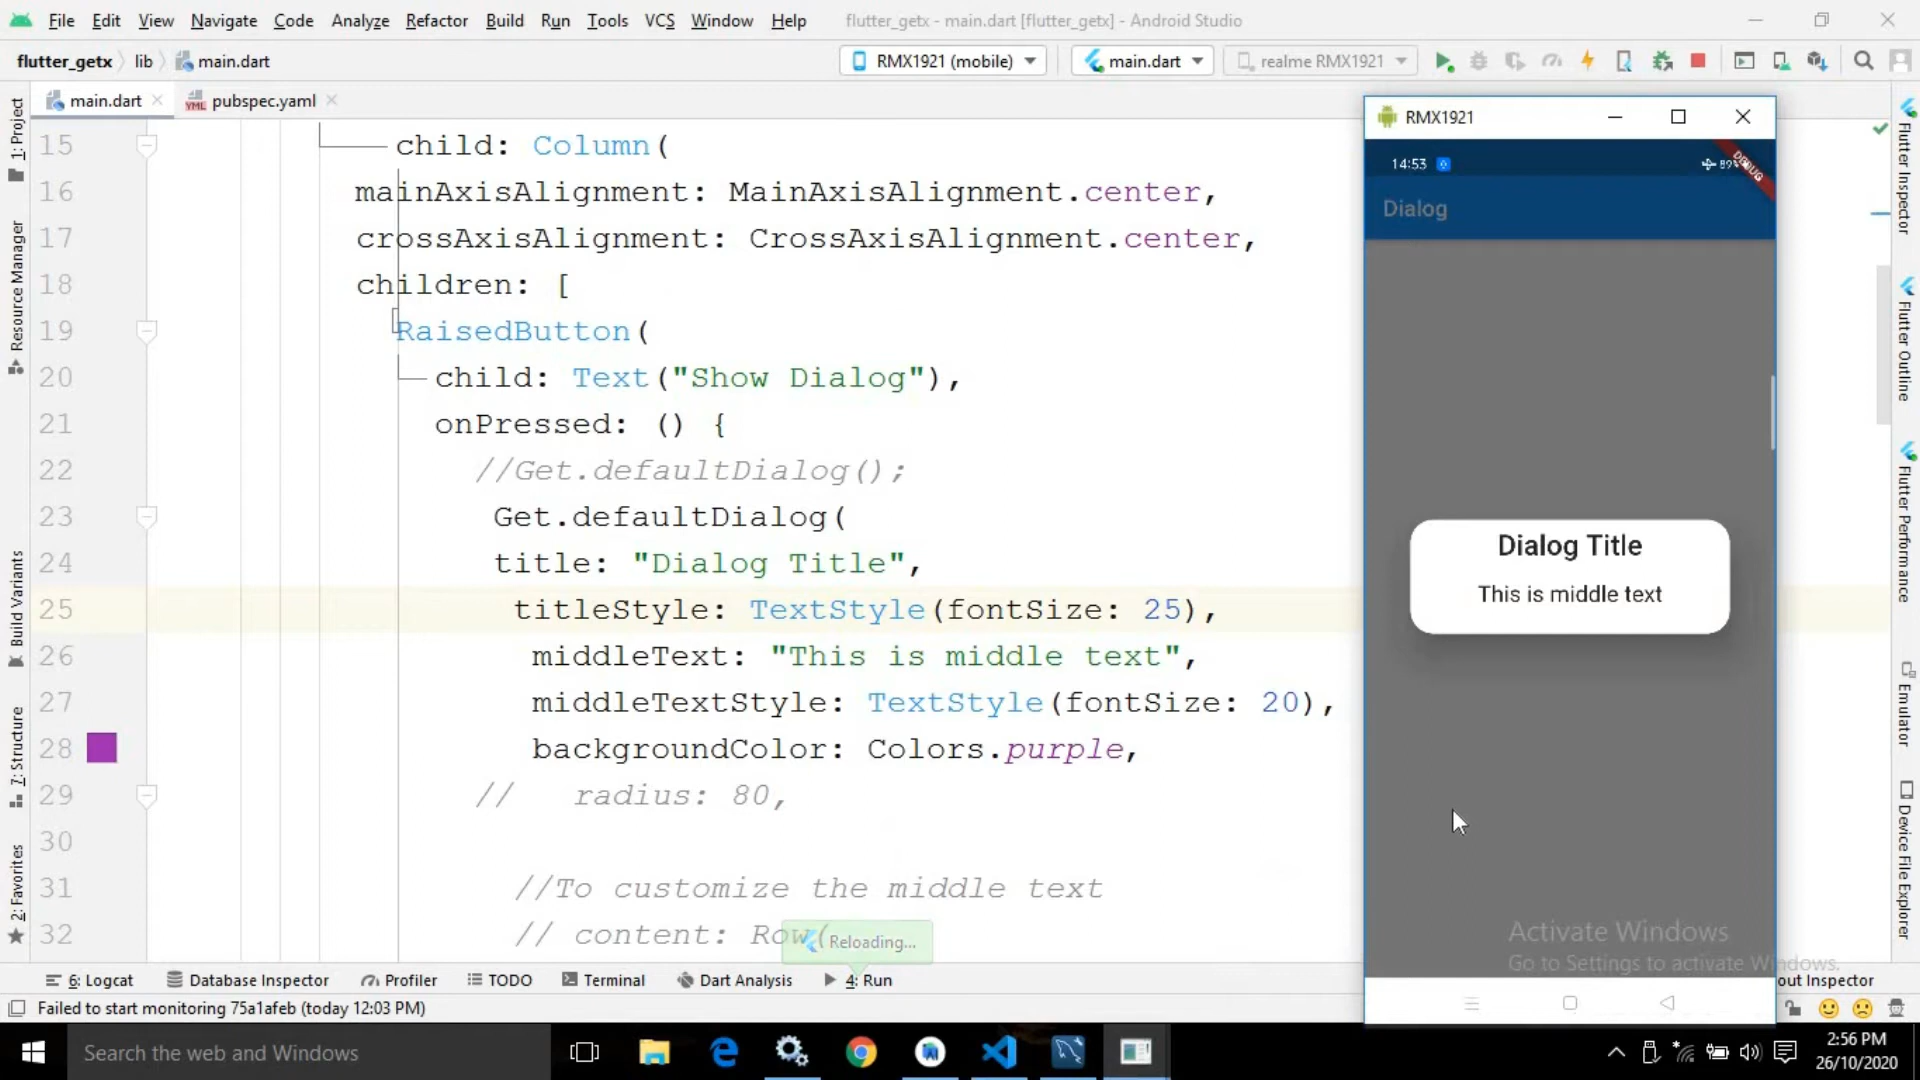 File Edit View Navigate Code Analyze Refactor Build Run Tools VCS Window Help flutter_getx - main.dart [flutter_getx] - Android Studio
flutter_getx lib main.dart RMX1921 (mobile) main.dart realme RMX1921
main.dart pubspec.yaml
15 child: Column(
16 mainAxisAlignment: MainAxisAlignment.center,
17 crossAxisAlignment: CrossAxisAlignment.center,
18 children: [
19 RaisedButton(
20 child: Text("Show Dialog"),
21 onPressed: () {
22 //Get.defaultDialog();
23 Get.defaultDialog(
24 title: "Dialog Title",
25 titleStyle: TextStyle(fontSize: 25),
26 middleText: "This is middle text",
27 middleTextStyle: TextStyle(fontSize: 20),
28 backgroundColor: Colors.purple,
29 // radius: 80,
30
31 //To customize the middle text
32 // content: Row(
Reloading...
1: Project
Resource Manager
Build Variants
7: Structure
2: Favorites
RMX1921
14:53 89%
DEBUG
Dialog
Dialog Title
This is middle text
Activate Windows
Go to Settings to activate Windows.
Flutter Inspector
Flutter Outline
Flutter Performance
Emulator
Device File Explorer
6: Logcat Database Inspector Profiler TODO Terminal Dart Analysis 4: Run out Inspector
Failed to start monitoring 75a1afeb (today 12:03 PM)
Search the web and Windows
2:56 PM
26/10/2020